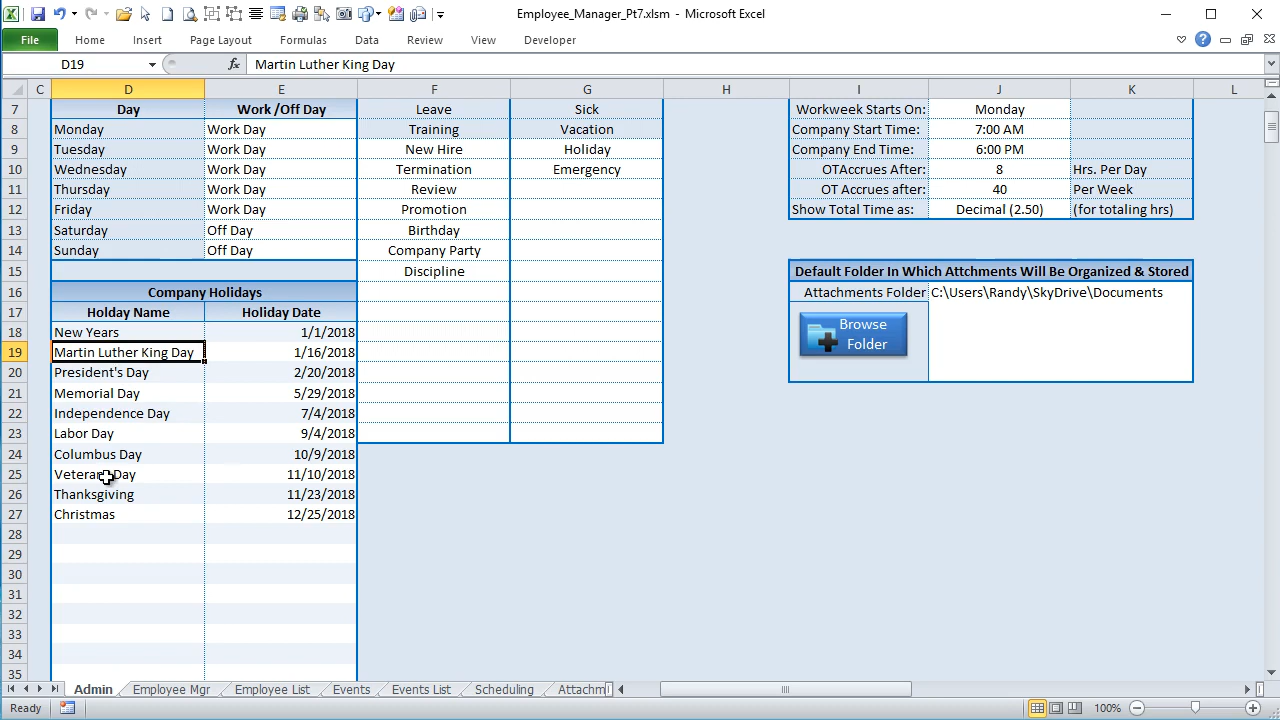 Employee_Manager_Pt7.xlsm - Microsoft Excel
File Home Insert Page Layout Formulas Data Review View Developer
D19 fx Martin Luther King Day
C D E F G H I J K L
7 Day Work /Off Day Leave Sick Workweek Starts On: Monday
8 Monday Work Day Training Vacation Company Start Time: 7:00 AM
9 Tuesday Work Day New Hire Holiday Company End Time: 6:00 PM
10 Wednesday Work Day Termination Emergency OTAccrues After: 8 Hrs. Per Day
11 Thursday Work Day Review OT Accrues after: 40 Per Week
12 Friday Work Day Promotion Show Total Time as: Decimal (2.50) (for totaling hrs)
13 Saturday Off Day Birthday
14 Sunday Off Day Company Party
15 Discipline Default Folder In Which Attchments Will Be Organized & Stored
16 Company Holidays Attachments Folder C:\Users\Randy\SkyDrive\Documents
17 Holday Name Holiday Date
18 New Years 1/1/2018 Browse
19 Martin Luther King Day 1/16/2018 Folder
20 President's Day 2/20/2018
21 Memorial Day 5/29/2018
22 Independence Day 7/4/2018
23 Labor Day 9/4/2018
24 Columbus Day 10/9/2018
25 Day 11/10/2018
26 Thanksgiving 11/23/2018
27 Christmas 12/25/2018
28
29
30
31
32
33
34
35
Admin Employee Mgr Employee List Events Events List Scheduling Attachm
Ready 100%